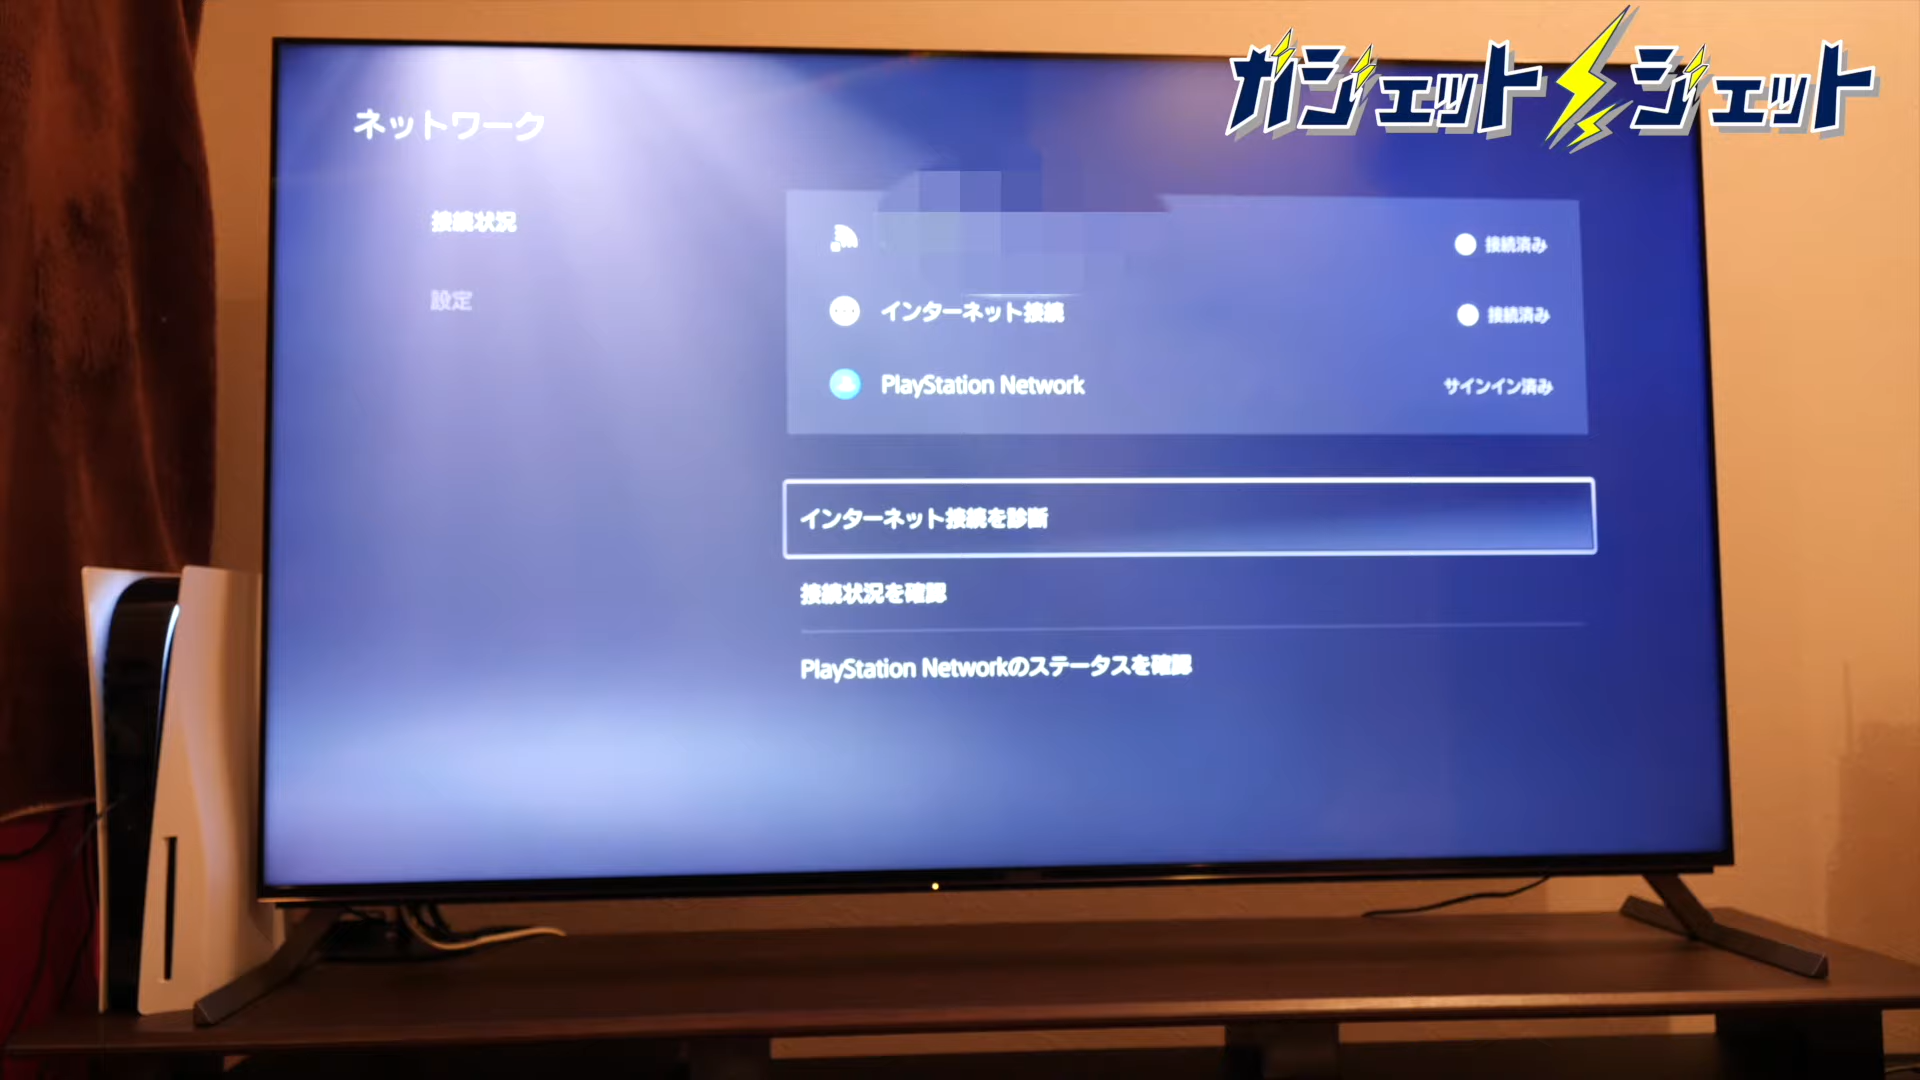 ガジェットジェット
ネットワーク
接続状況
設定
接続済み
インターネット接続
接続済み
PlayStation Network
サインイン済み
インターネット接続を診断
接続状況を確認
PlayStation Networkのステータスを確認